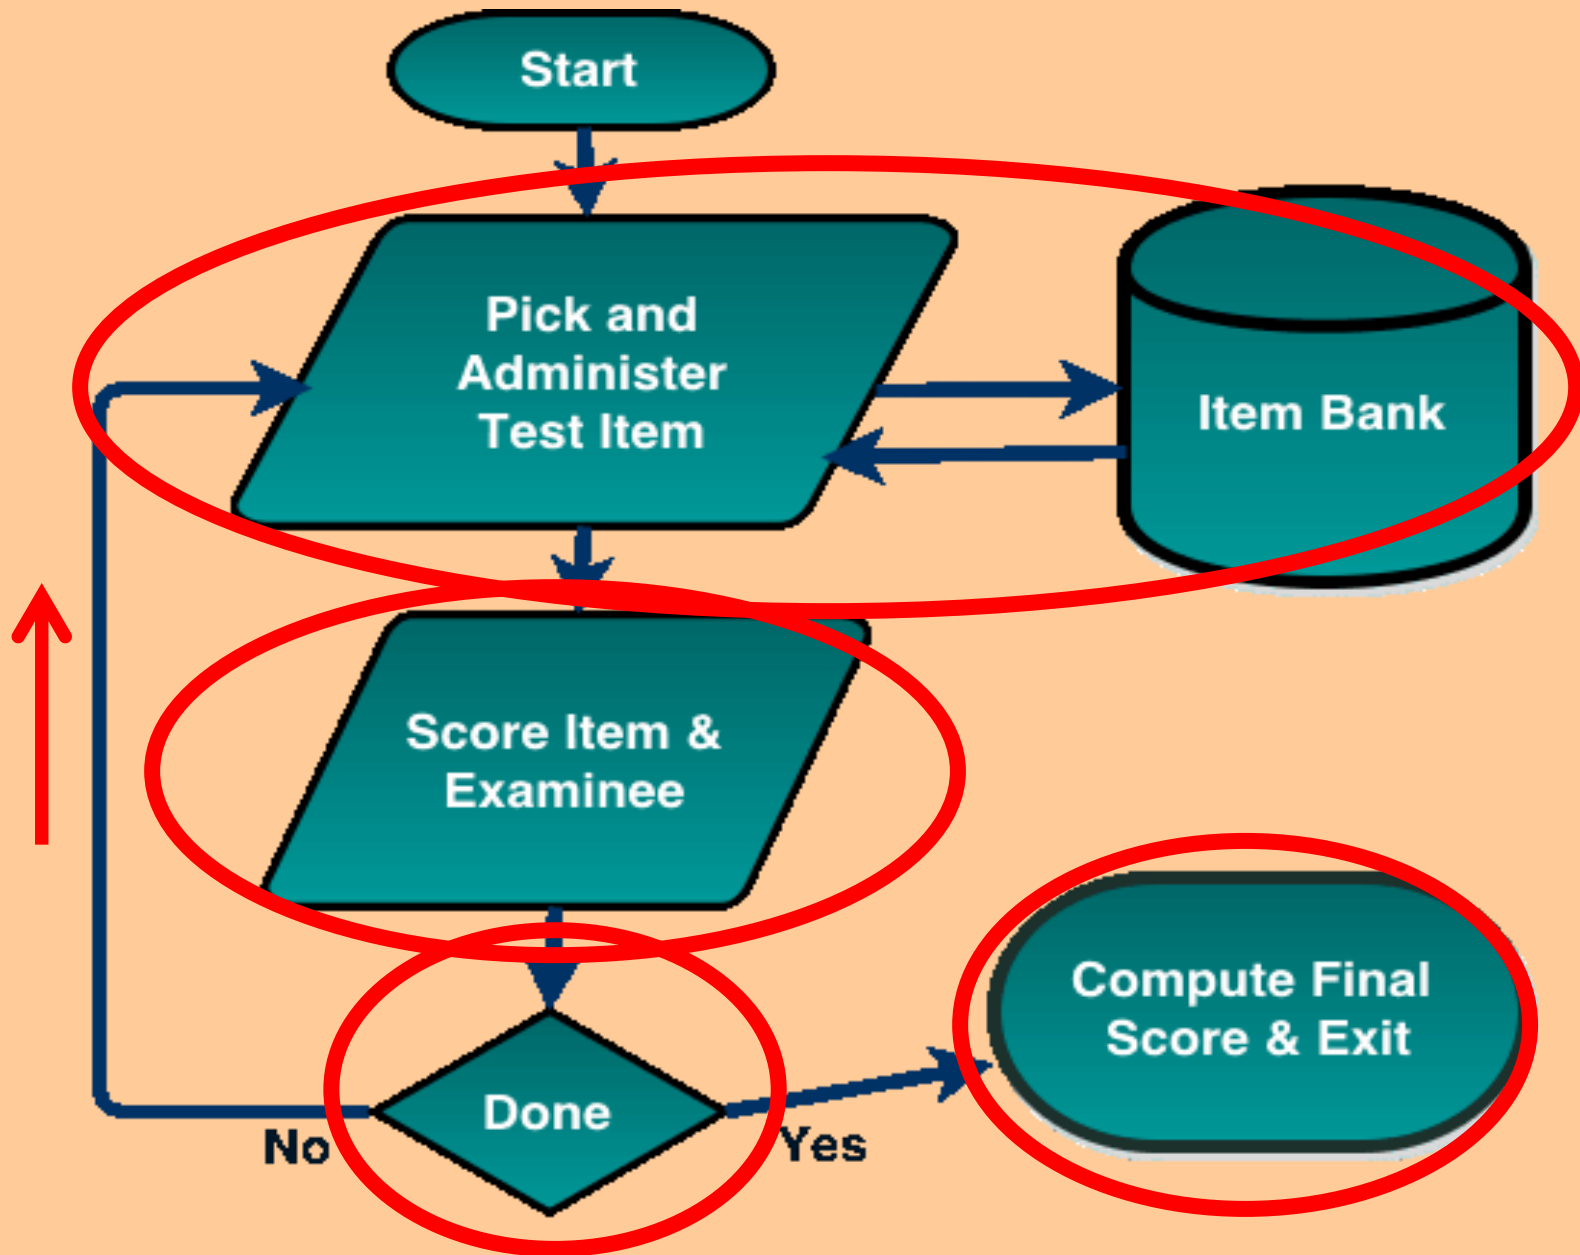 Start
Pick and
Administer
Test Item
Item Bank
Score Item &
Examinee
Compute Final
Score & Exit
Done
No
Yes